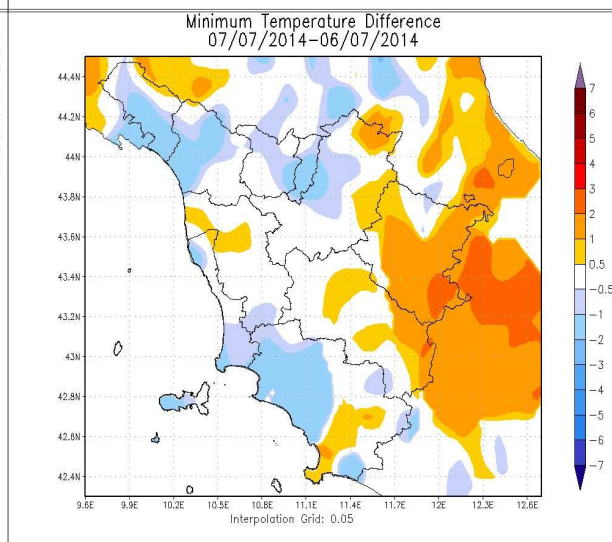 Minimum Temperature Difference
07/07/2014-06/07/2014
44.4N
44.2N
44N
43.8N
43.6N
43.4N
43.2N
43N
42.8N
42.6N
42.4N
9.6E 9.9E 10.2E 10.5E 10.8E 11.1E 11.4E 11.7E 12E 12.3E 12.6E
Interpolation Grid: 0.05
7
6
5
4
3
2
1
0.5
-0.5
-1
-2
-3
-4
-5
-6
-7